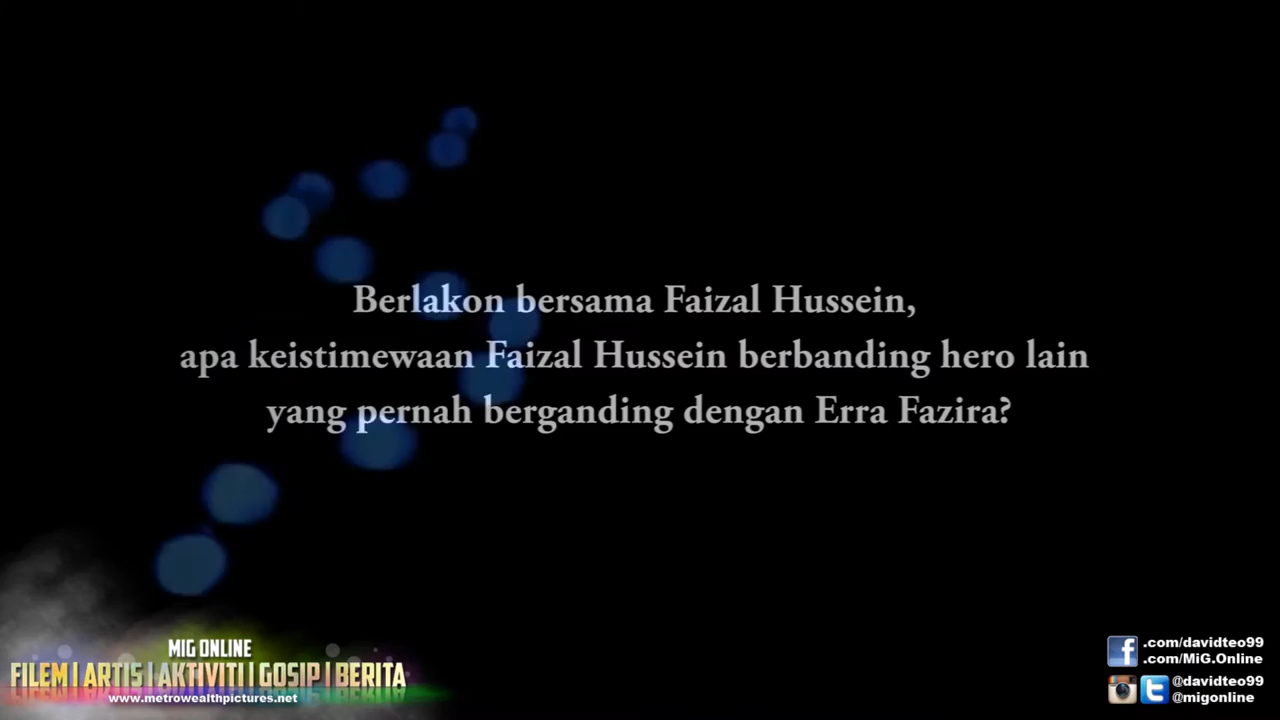 Berlakon bersama Faizal Hussein,
apa keistimewaan Faizal Hussein berbanding hero lain
yang pernah berganding dengan Erra Fazira?
MIG ONLINE
FILEM | ARTIS | AKTIVITI | GOSIP | BERITA
www.metrowealthpictures.net
.com/davidteo99
.com/MiG.Online
@davidteo99
@migonline